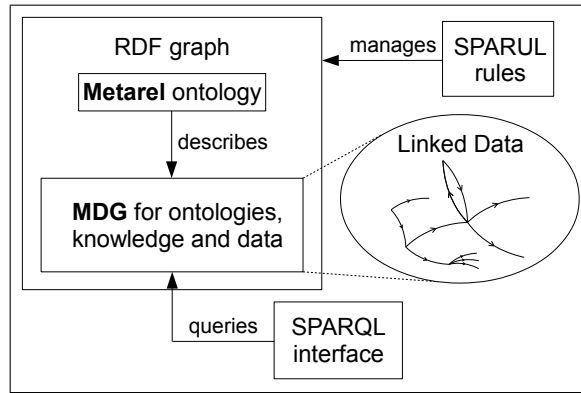 RDF graph
manages
SPARUL
rules
Metarel ontology
describes
Linked Data
MDG for ontologies,
knowledge and data
queries
SPARQL
interface